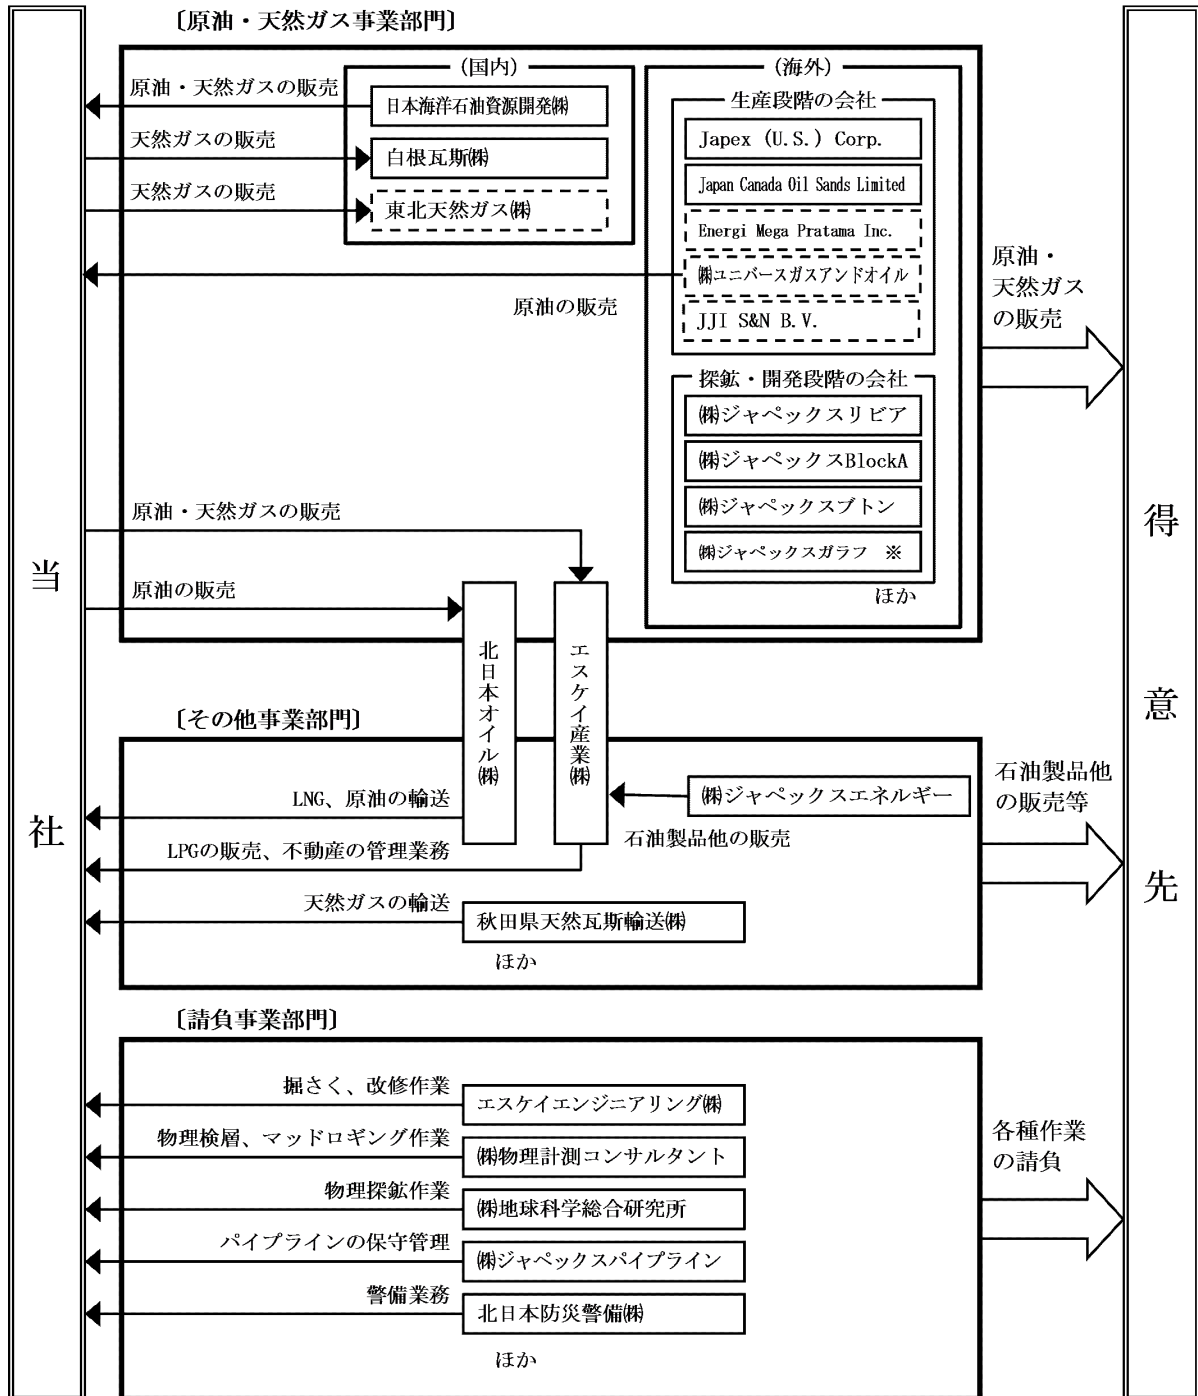 〔原油・天然ガス事業部門〕
当社
得意先
(国内)
原油・天然ガスの販売
日本海洋石油資源開発㈱
天然ガスの販売
白根瓦斯㈱
天然ガスの販売
東北天然ガス㈱
(海外)
生産段階の会社
Japex (U.S.) Corp.
Japan Canada Oil Sands Limited
Energi Mega Pratama Inc.
㈱ユニバースガスアンドオイル
JJI S&N B.V.
原油の販売
原油・
天然ガス
の販売
探鉱・開発段階の会社
㈱ジャペックスリビア
㈱ジャペックスBlockA
㈱ジャペックスブトン
㈱ジャペックスガラフ ※
ほか
原油・天然ガスの販売
原油の販売
北日本オイル㈱
エスケイ産業㈱
〔その他事業部門〕
㈱ジャペックスエネルギー
石油製品他の販売
LNG、原油の輸送
LPGの販売、不動産の管理業務
天然ガスの輸送
秋田県天然瓦斯輸送㈱
ほか
石油製品他
の販売等
〔請負事業部門〕
掘さく、改修作業
エスケイエンジニアリング㈱
物理検層、マッドロギング作業
㈱物理計測コンサルタント
物理探鉱作業
㈱地球科学総合研究所
パイプラインの保守管理
㈱ジャペックスパイプライン
警備業務
北日本防災警備㈱
ほか
各種作業
の請負